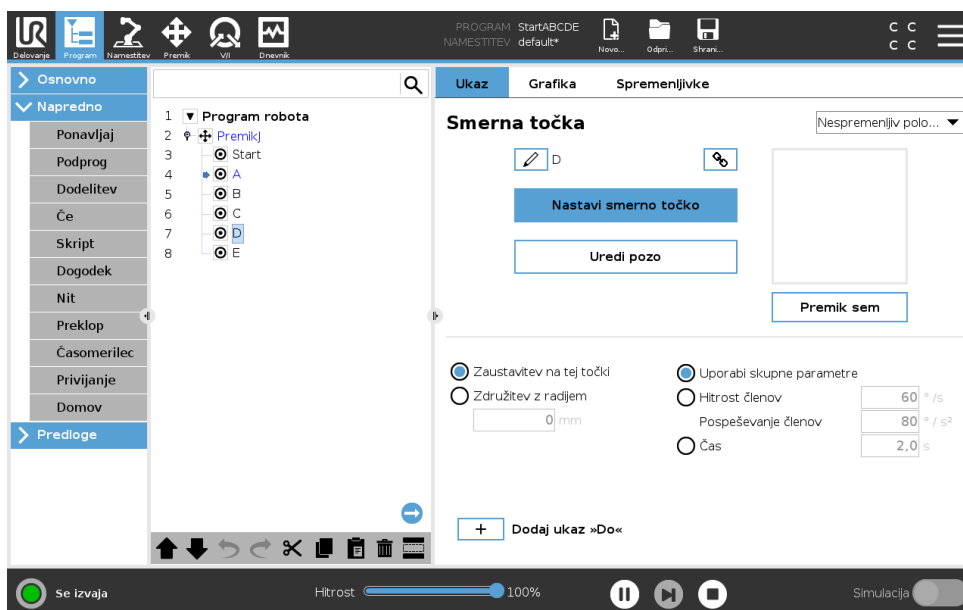 PROGRAM StartABCDE
NAMESTITEV default*
Delovanje
Program
Namestitev
Premik
V/I
Dnevnik
Novo...
Odpri...
Shrani...
C C
C C
Osnovno
Napredno
Ponavljaj
Podprog
Dodelitev
Če
Skript
Dogodek
Nit
Preklop
Časomerilec
Privijanje
Domov
Predloge
1 Program robota
2 PremikJ
3 Start
4 A
5 B
6 C
7 D
8 E
Ukaz Grafika Spremenljivke
Smerna točka
Nespremenljiv polo...
D
Nastavi smerno točko
Uredi pozo
Premik sem
Zaustavitev na tej točki
Združitev z radijem
0 mm
Uporabi skupne parametre
Hitrost členov 60 ° /s
Pospeševanje členov 80 ° / s²
Čas 2,0 s
+ Dodaj ukaz »Do«
Se izvaja
Hitrost 100%
Simulacija